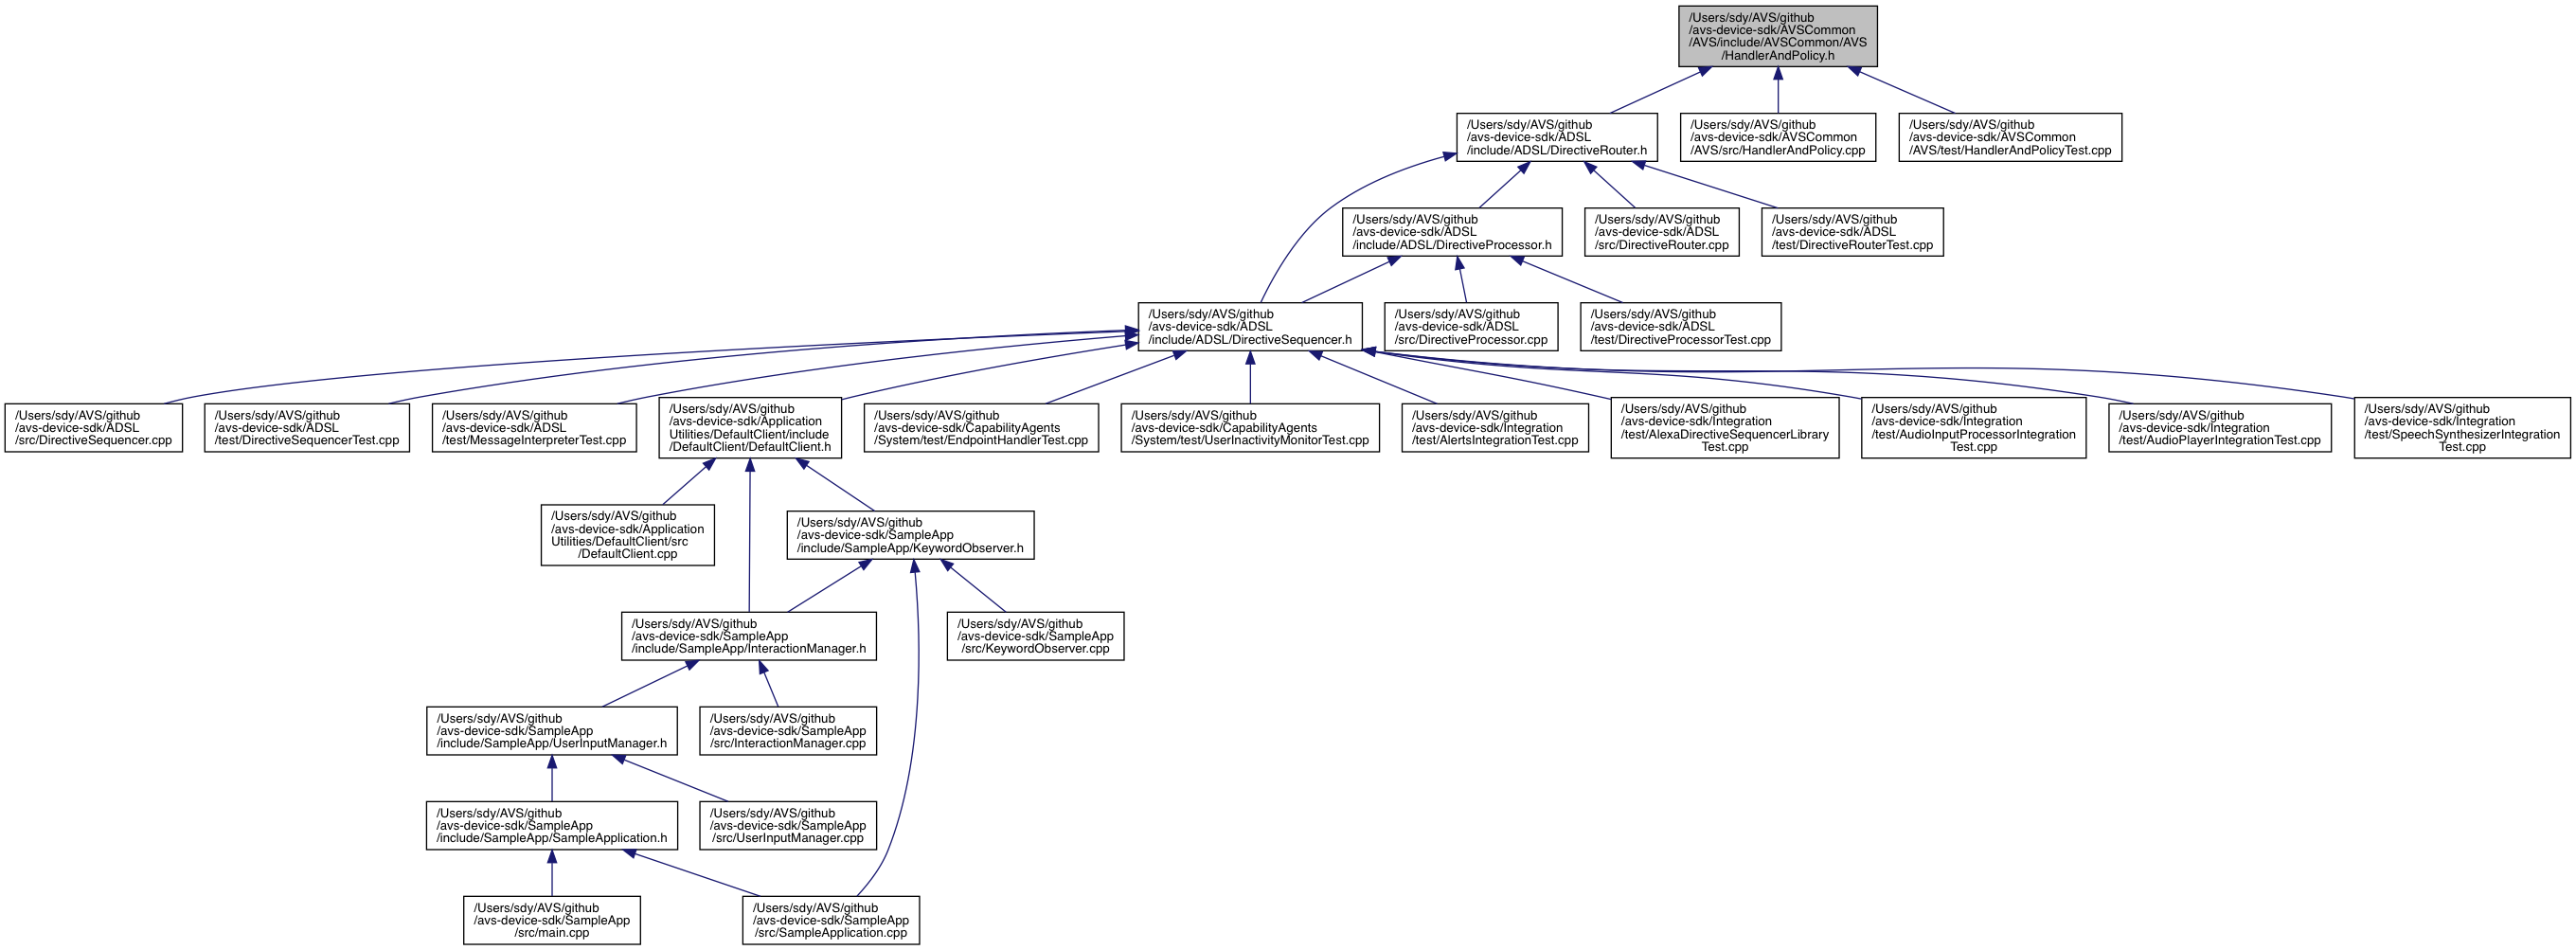 /Users/sdy/AVS/github
/avs-device-sdk/AVSCommon
/AVS/include/AVSCommon/AVS
/HandlerAndPolicy.h
/Users/sdy/AVS/github
/avs-device-sdk/ADSL
/include/ADSL/DirectiveRouter.h
/Users/sdy/AVS/github
/avs-device-sdk/AVSCommon
/AVS/src/HandlerAndPolicy.cpp
/Users/sdy/AVS/github
/avs-device-sdk/AVSCommon
/AVS/test/HandlerAndPolicyTest.cpp
/Users/sdy/AVS/github
/avs-device-sdk/ADSL
/include/ADSL/DirectiveProcessor.h
/Users/sdy/AVS/github
/avs-device-sdk/ADSL
/src/DirectiveRouter.cpp
/Users/sdy/AVS/github
/avs-device-sdk/ADSL
/test/DirectiveRouterTest.cpp
/Users/sdy/AVS/github
/avs-device-sdk/ADSL
/include/ADSL/DirectiveSequencer.h
/Users/sdy/AVS/github
/avs-device-sdk/ADSL
/src/DirectiveProcessor.cpp
/Users/sdy/AVS/github
/avs-device-sdk/ADSL
/test/DirectiveProcessorTest.cpp
/Users/sdy/AVS/github
/avs-device-sdk/ADSL
/src/DirectiveSequencer.cpp
/Users/sdy/AVS/github
/avs-device-sdk/ADSL
/test/DirectiveSequencerTest.cpp
/Users/sdy/AVS/github
/avs-device-sdk/ADSL
/test/MessageInterpreterTest.cpp
/Users/sdy/AVS/github
/avs-device-sdk/Application
Utilities/DefaultClient/include
/DefaultClient/DefaultClient.h
/Users/sdy/AVS/github
/avs-device-sdk/CapabilityAgents
/System/test/EndpointHandlerTest.cpp
/Users/sdy/AVS/github
/avs-device-sdk/CapabilityAgents
/System/test/UserInactivityMonitorTest.cpp
/Users/sdy/AVS/github
/avs-device-sdk/Integration
/test/AlertsIntegrationTest.cpp
/Users/sdy/AVS/github
/avs-device-sdk/Integration
/test/AlexaDirectiveSequencerLibrary
Test.cpp
/Users/sdy/AVS/github
/avs-device-sdk/Integration
/test/AudioInputProcessorIntegration
Test.cpp
/Users/sdy/AVS/github
/avs-device-sdk/Integration
/test/AudioPlayerIntegrationTest.cpp
/Users/sdy/AVS/github
/avs-device-sdk/Integration
/test/SpeechSynthesizerIntegration
Test.cpp
/Users/sdy/AVS/github
/avs-device-sdk/Application
Utilities/DefaultClient/src
/DefaultClient.cpp
/Users/sdy/AVS/github
/avs-device-sdk/SampleApp
/include/SampleApp/KeywordObserver.h
/Users/sdy/AVS/github
/avs-device-sdk/SampleApp
/include/SampleApp/InteractionManager.h
/Users/sdy/AVS/github
/avs-device-sdk/SampleApp
/src/KeywordObserver.cpp
/Users/sdy/AVS/github
/avs-device-sdk/SampleApp
/include/SampleApp/UserInputManager.h
/Users/sdy/AVS/github
/avs-device-sdk/SampleApp
/src/InteractionManager.cpp
/Users/sdy/AVS/github
/avs-device-sdk/SampleApp
/include/SampleApp/SampleApplication.h
/Users/sdy/AVS/github
/avs-device-sdk/SampleApp
/src/UserInputManager.cpp
/Users/sdy/AVS/github
/avs-device-sdk/SampleApp
/src/main.cpp
/Users/sdy/AVS/github
/avs-device-sdk/SampleApp
/src/SampleApplication.cpp